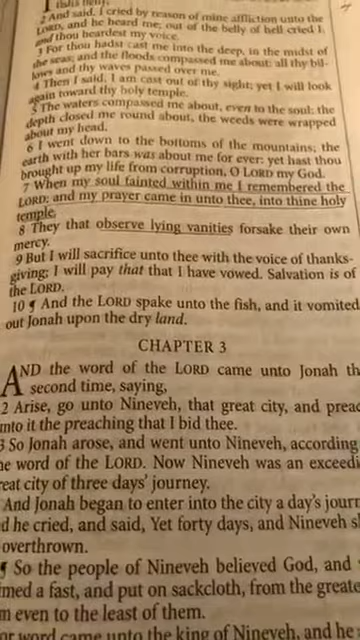 fish's belly,
2 And said, I cried by reason of mine affliction unto the
LORD, and he heard me; out of the belly of hell cried I,
and thou heardest my voice.
3 For thou hadst cast me into the deep, in the midst of
the seas; and the floods compassed me about: all thy bil-
lows and thy waves passed over me.
4 Then I said, I am cast out of thy sight; yet I will look
again toward thy holy temple.
5 The waters compassed me about, even to the soul: the
depth closed me round about, the weeds were wrapped
about my head.
6 I went down to the bottoms of the mountains; the
earth with her bars was about me for ever: yet hast thou
brought up my life from corruption, O LORD my God.
7 When my soul fainted within me I remembered the
LORD: and my prayer came in unto thee, into thine holy
temple.
8 They that observe lying vanities forsake their own
mercy.
9 But I will sacrifice unto thee with the voice of thanks-
giving; I will pay that that I have vowed. Salvation is of
the LORD.
10 ¶ And the LORD spake unto the fish, and it vomited
out Jonah upon the dry land.
CHAPTER 3
AND the word of the LORD came unto Jonah th
second time, saying,
2 Arise, go unto Nineveh, that great city, and preac
unto it the preaching that I bid thee.
3 So Jonah arose, and went unto Nineveh, according
he word of the LORD. Now Nineveh was an exceedi
reat city of three days' journey.
And Jonah began to enter into the city a day's journ
d he cried, and said, Yet forty days, and Nineveh s
overthrown.
¶ So the people of Nineveh believed God, and
imed a fast, and put on sackcloth, from the greate
m even to the least of them.
or word came unto the king of Nineveh, and he